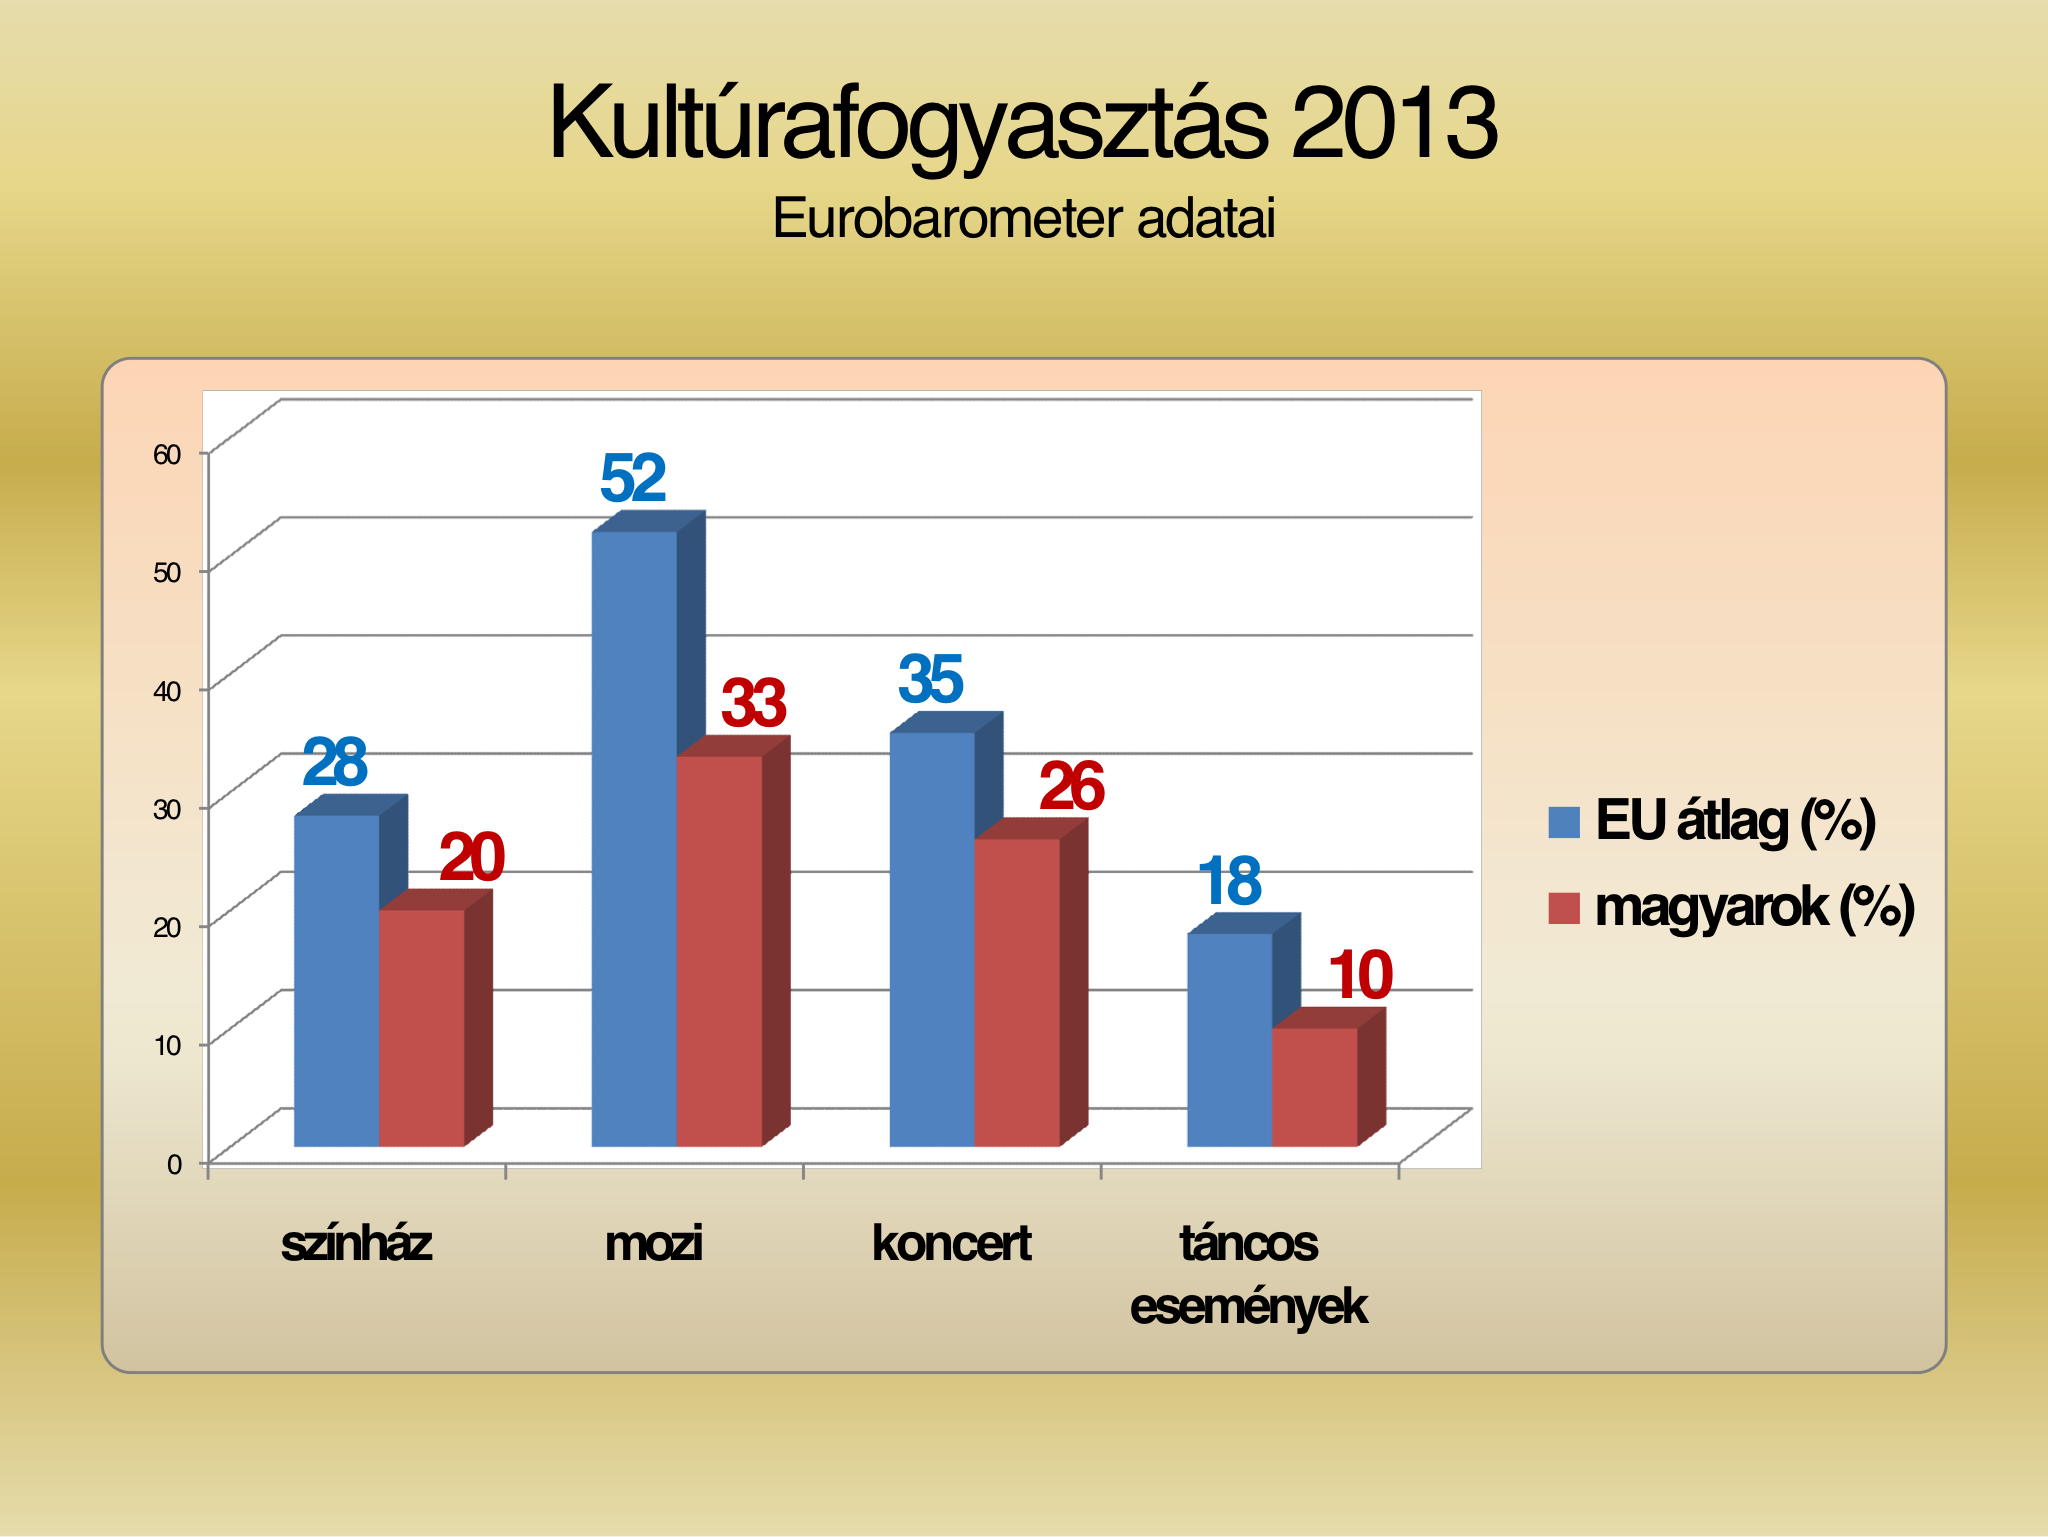 Kultúrafogyasztás 2013
Eurobarometer adatai
60
50
40
30
20
10
0
28
20
52
33
35
26
18
10
színház
mozi
koncert
táncos
események
EU átlag (%)
magyarok (%)